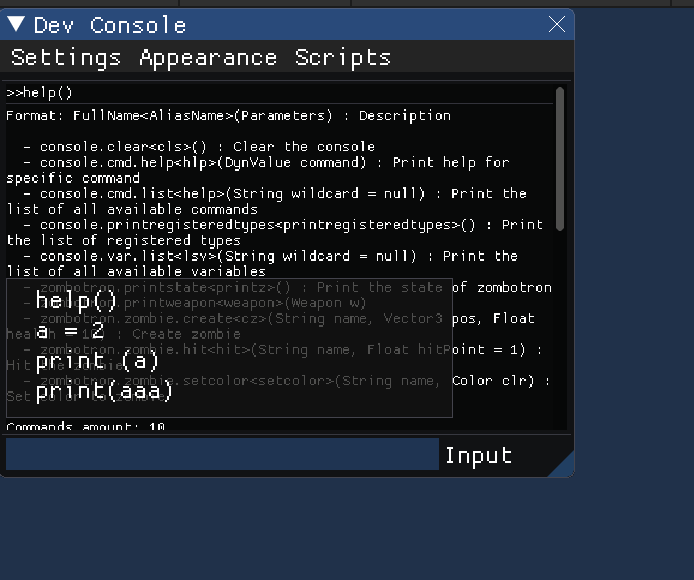 Dev Console
Settings Appearance Scripts
>>help()
Format: FullName<AliasName>(Parameters) : Description
- console.clear<cls>() : Clear the console
- console.cmd.help<hlp>(DynValue command) : Print help for
specific command
- console.cmd.list<help>(String wildcard = null) : Print the
list of all available commands
- console.printregisteredtypes<printregisteredtypes>() : Print
the list of registered types
- console.var.list<lsv>(String wildcard = null) : Print the
list of all available variables
- zombotron.printstate<printz>() : Print the state of zombotron
- zombotron.printweapon<weapon>(Weapon w)
- zombotron.zombie.create<cz>(String name, Vector3 pos, Float
: Create zombie
- zombotron.zombie.hit<hit>(String name, Float hitPoint = 1) :
Hit the zombie
- zombotron.zombie.setcolor<setcolor>(String name, Color clr) :
Set color to zombie
Commands amount: 10
help()
a = 2
print (a)
print(aaa)
Input